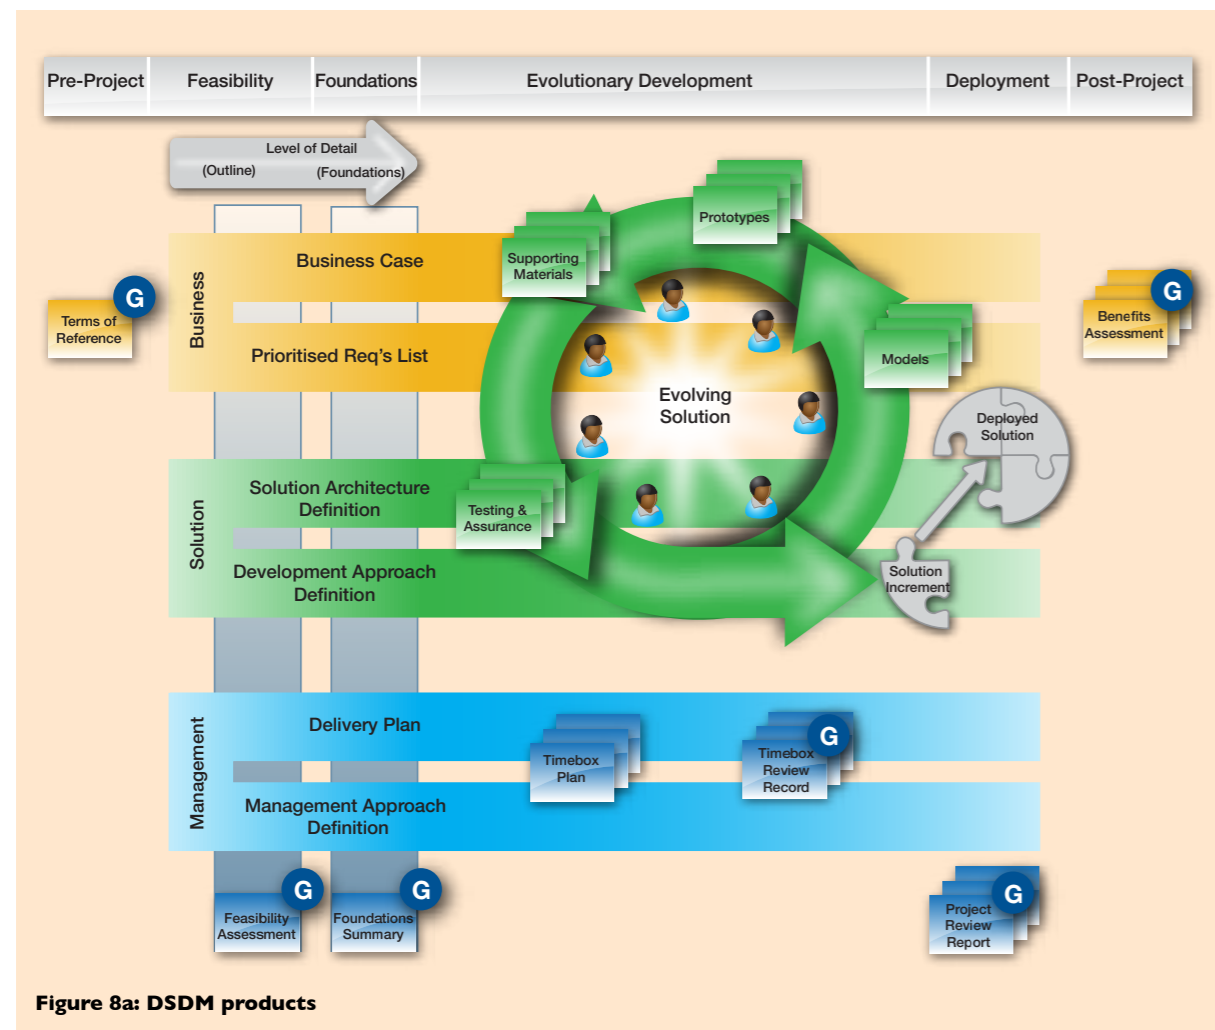 Pre-Project
Feasibility
Foundations
Evolutionary Development
Deployment
Post-Project
Level of Detail
(Outline)
(Foundations)
Business
Business Case
Prioritised Req's List
Terms of
Reference
G
Supporting
Materials
Prototypes
Models
Evolving
Solution
Testing &
Assurance
Benefits
Assessment
G
Deployed
Solution
Solution
Increment
Solution
Solution Architecture
Definition
Development Approach
Definition
Management
Delivery Plan
Management Approach
Definition
Timebox
Plan
Timebox
Review
Record
G
Feasibility
Assessment
G
Foundations
Summary
G
Project
Review
Report
G
Figure 8a: DSDM products